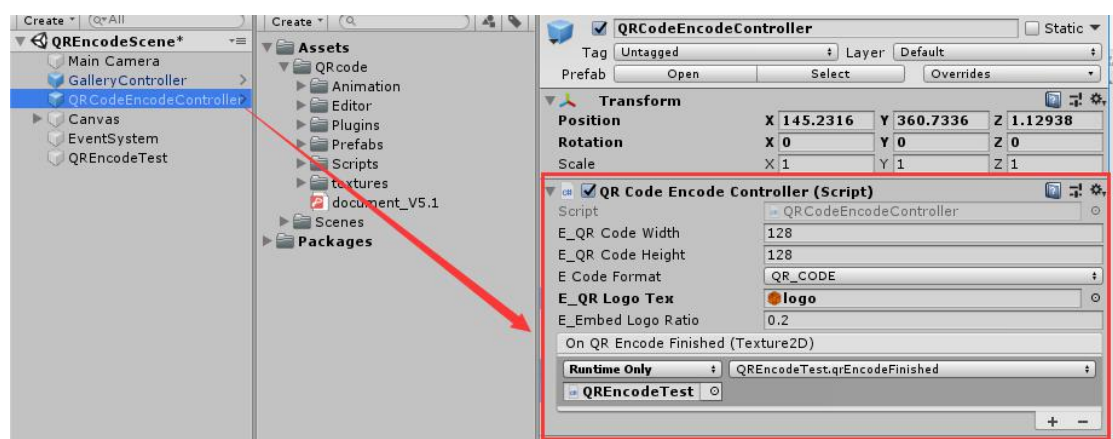 Create
All
QREncodeScene*
Main Camera
GalleryController
QRCodeEncodeController
Canvas
EventSystem
QREncodeTest
Create
Assets
QRcode
Animation
Editor
Plugins
Prefabs
Scripts
textures
document_V5.1
Scenes
Packages
QRCodeEncodeController
Static
Tag Untagged Layer Default
Prefab Open Select Overrides
Transform
Position X 145.2316 Y 360.7336 Z 1.12938
Rotation X 0 Y 0 Z 0
Scale X 1 Y 1 Z 1
QR Code Encode Controller (Script)
Script QRCodeEncodeController
E_QR Code Width 128
E_QR Code Height 128
E Code Format QR_CODE
E_QR Logo Tex logo
E_Embed Logo Ratio 0.2
On QR Encode Finished (Texture2D)
Runtime Only QREncodeTest.qrEncodeFinished
QREncodeTest
+ -